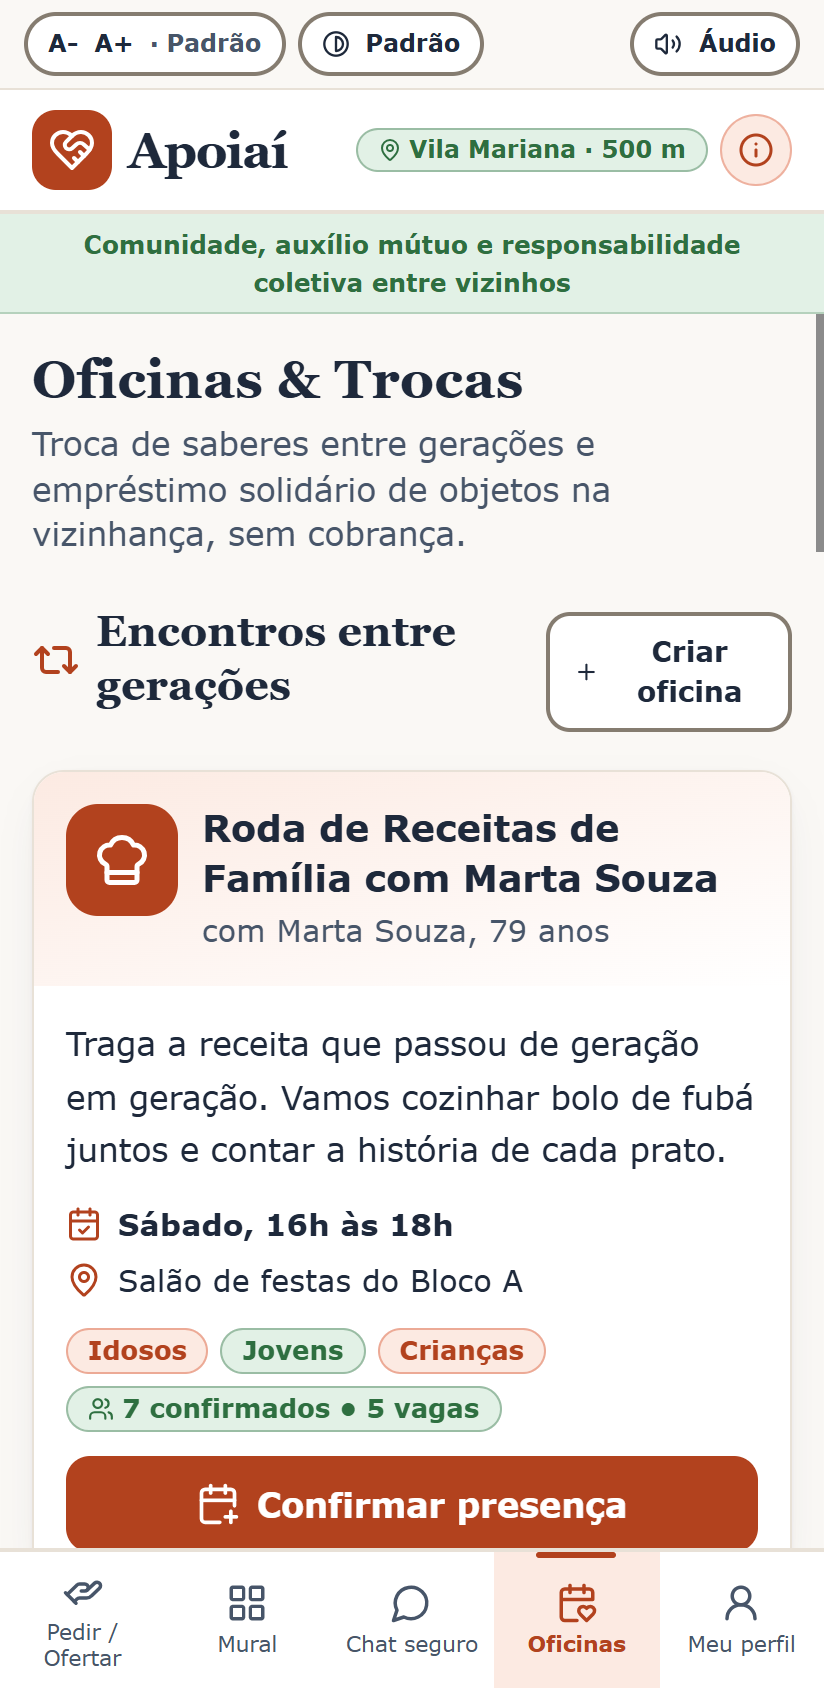 A- A+ · Padrão
Padrão
Áudio
Apoiaí
Vila Mariana · 500 m
Comunidade, auxílio mútuo e responsabilidade
coletiva entre vizinhos
Oficinas & Trocas
Troca de saberes entre gerações e
empréstimo solidário de objetos na
vizinhança, sem cobrança.
Encontros entre
gerações
+ Criar
oficina
Roda de Receitas de
Família com Marta Souza
com Marta Souza, 79 anos
Traga a receita que passou de geração
em geração. Vamos cozinhar bolo de fubá
juntos e contar a história de cada prato.
Sábado, 16h às 18h
Salão de festas do Bloco A
Idosos
Jovens
Crianças
7 confirmados • 5 vagas
Confirmar presença
Pedir /
Ofertar
Mural
Chat seguro
Oficinas
Meu perfil